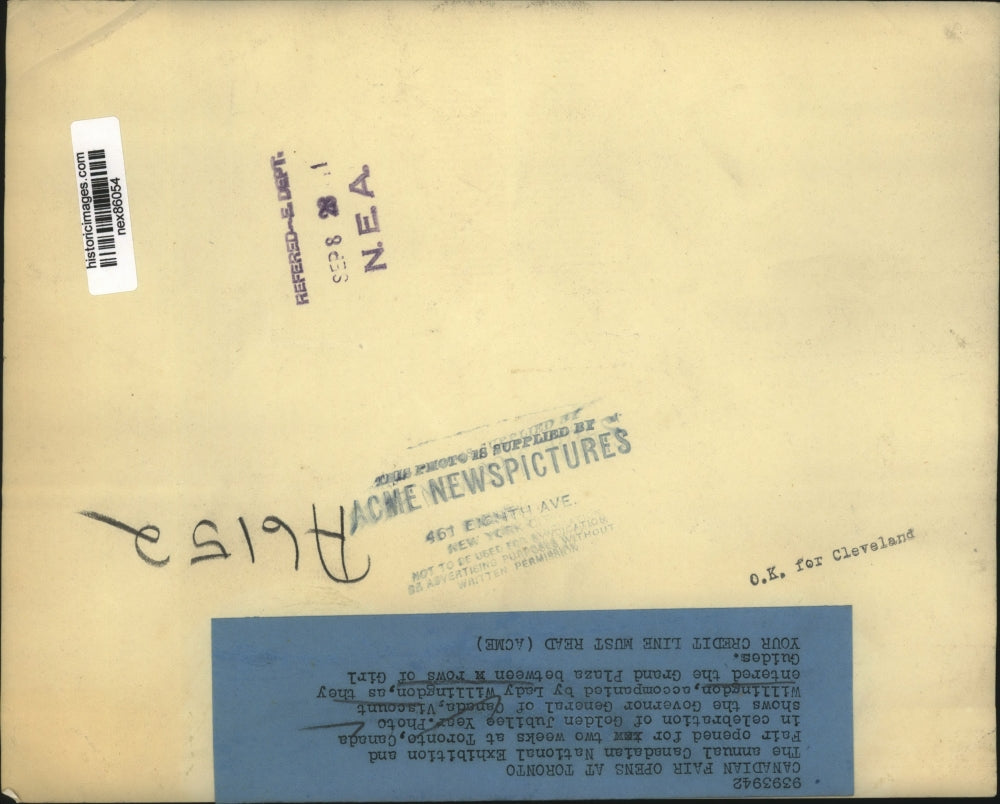 historicimages.com
nex86054
REFERED-E. DEPT.
SEP 8
N. E. A.
THIS PHOTO IS SUPPLIED BY
ACME NEWSPICTURES
461 EIGHTH AVE.
NEW YORK
NOT TO BE USED FOR
ADVERTISING PURPOSES WITHOUT
WRITTEN PERMISSION
A6152
O.K. for Cleveland
93935942
CANADIAN FAIR OPENS AT TORONTO
The annual Candaian National Exhibition and
Fair opened for xxx two weeks at Toronto,Canada
in celebration of Golden Jubilee Year.Photo
shows the Governor General of Canada,Viscount
Willingdon,accompanied by Lady Willingdon,as they
entered the Grand Plaza between x rows of Girl
Guides.
YOUR CREDIT LINE MUST READ (ACME)